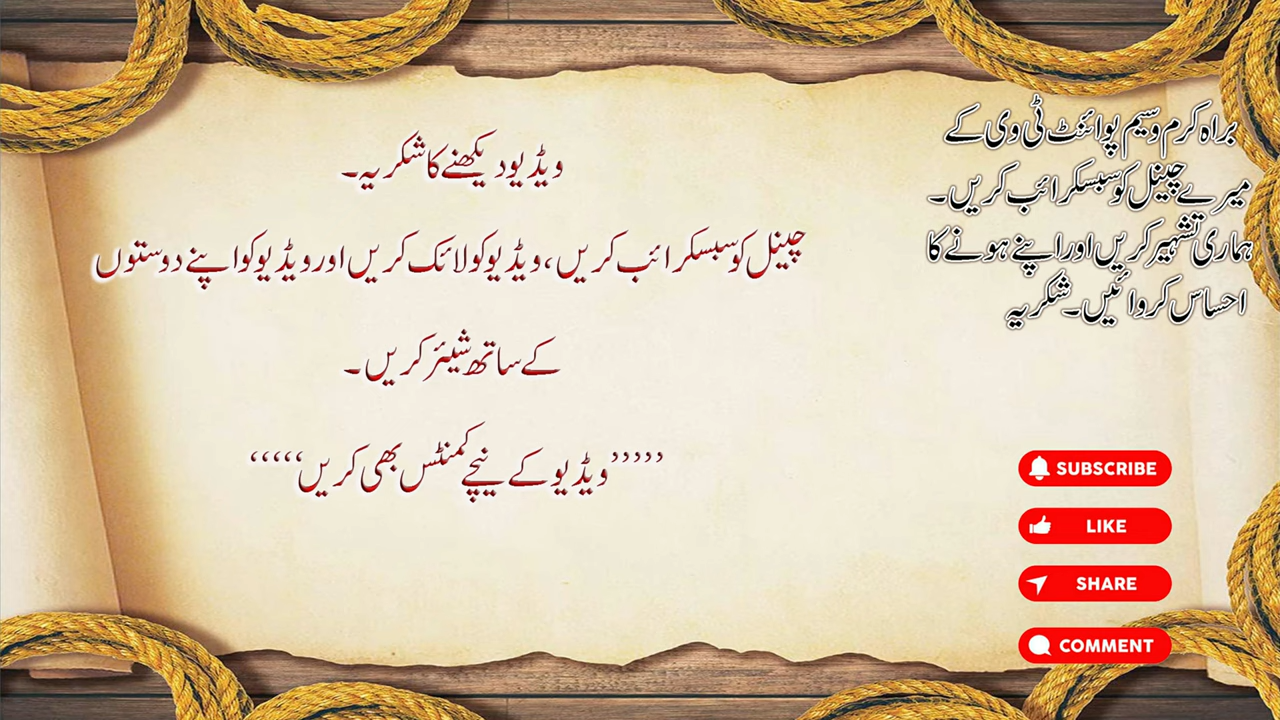 براہ کرم وسیم پوائنٹ ٹی وی کے
میرے چینل کو سبسکرائب کریں۔
ہماری تشہیر کریں اور اپنے ہونے کا
احساس کروائیں۔ شکریہ
ویڈیو دیکھنے کا شکریہ۔
چینل کو سبسکرائب کریں، ویڈیو کو لائک کریں اور ویڈیو کو اپنے دوستوں
کے ساتھ شیئر کریں۔
’’’’’ویڈیو کے نیچے کمنٹس بھی کریں‘‘‘‘‘
SUBSCRIBE
LIKE
SHARE
COMMENT